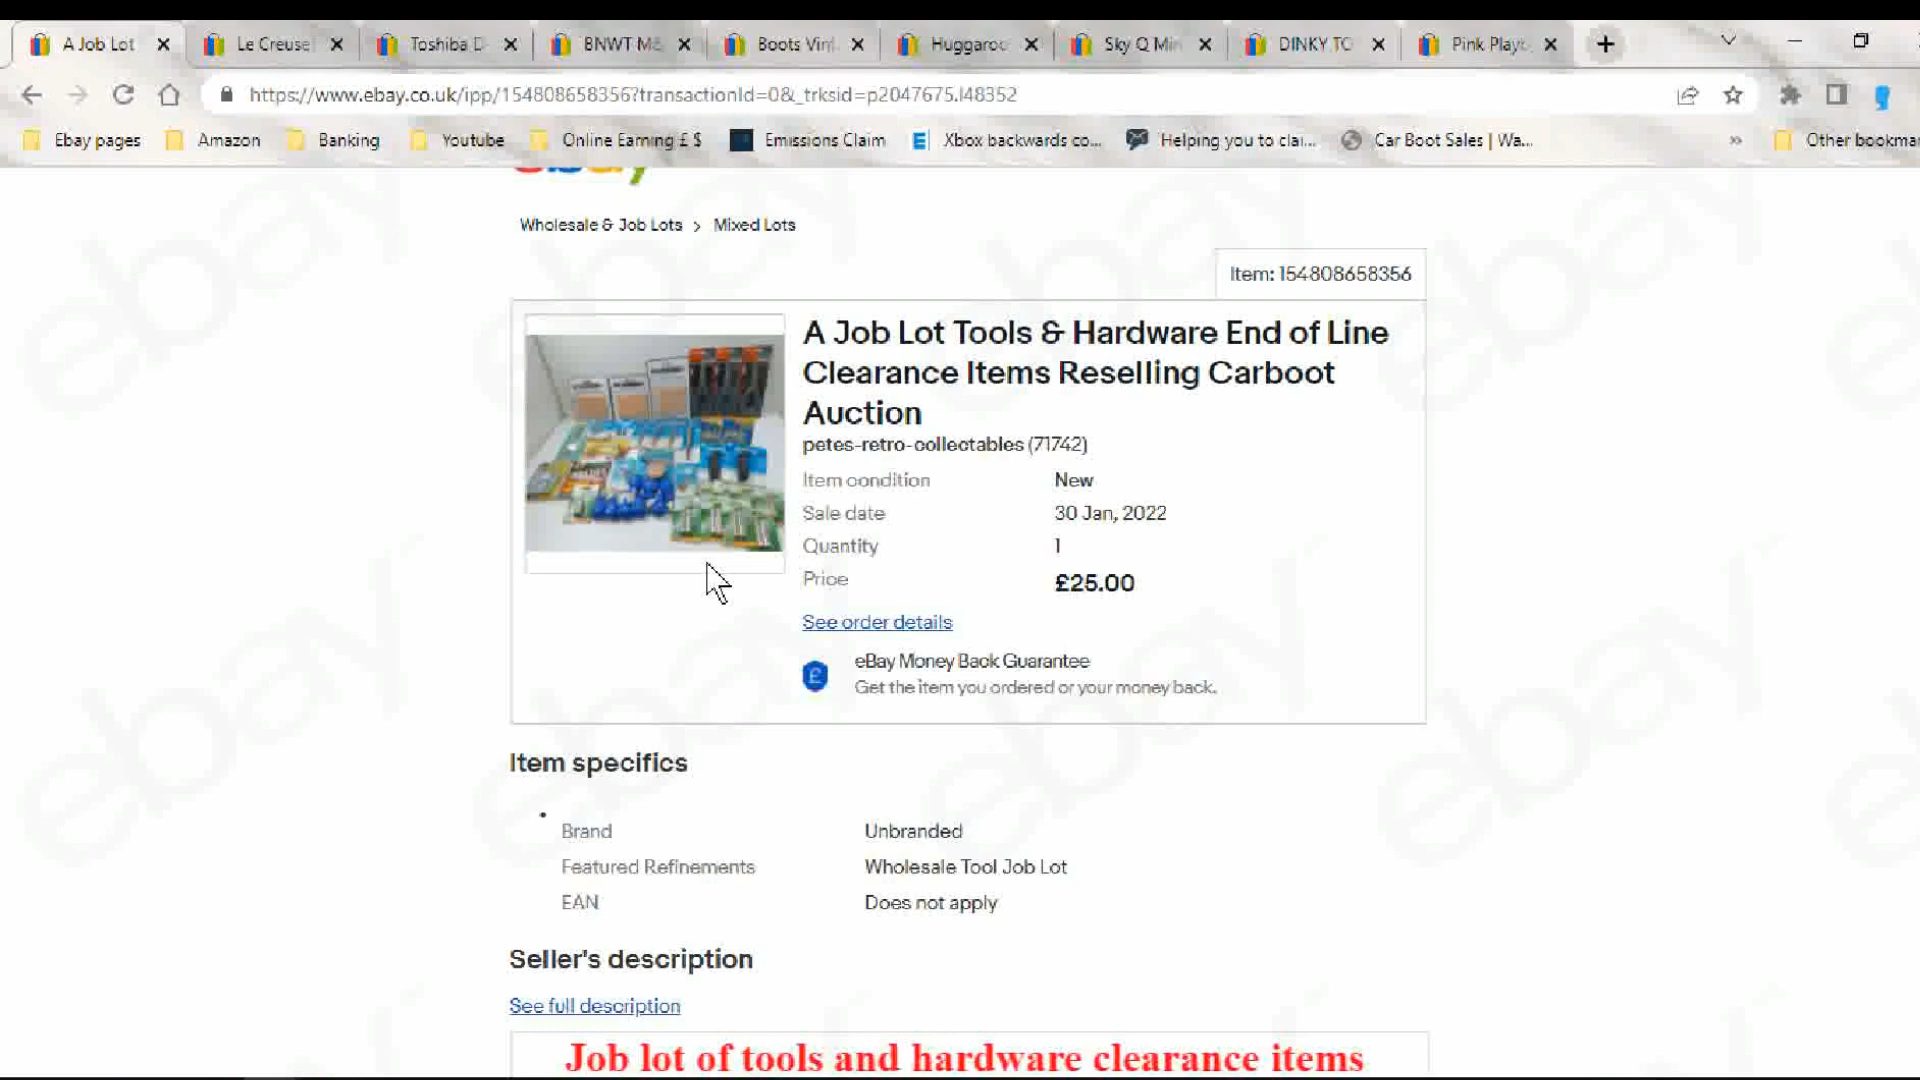 A Job Lot
Le Creuse
Toshiba D
BNWT M&
Boots Vin
Huggaroo
Sky Q Min
DINKY TO
Pink Playb
https://www.ebay.co.uk/ipp/154808658356?transactionId=0&_trksid=p2047675.l48352
Ebay pages
Amazon
Banking
Youtube
Online Earning £ $
Emissions Claim
Xbox backwards co...
Helping you to clai...
Car Boot Sales | Wa...
»
Other bookmar
ebay
Wholesale & Job Lots > Mixed Lots
Item: 154808658356
A Job Lot Tools & Hardware End of Line
Clearance Items Reselling Carboot
Auction
petes-retro-collectables (71742)
Item condition New
Sale date 30 Jan, 2022
Quantity 1
Price £25.00
See order details
eBay Money Back Guarantee
Get the item you ordered or your money back.
Item specifics
Brand Unbranded
Featured Refinements Wholesale Tool Job Lot
EAN Does not apply
Seller's description
See full description
Job lot of tools and hardware clearance items